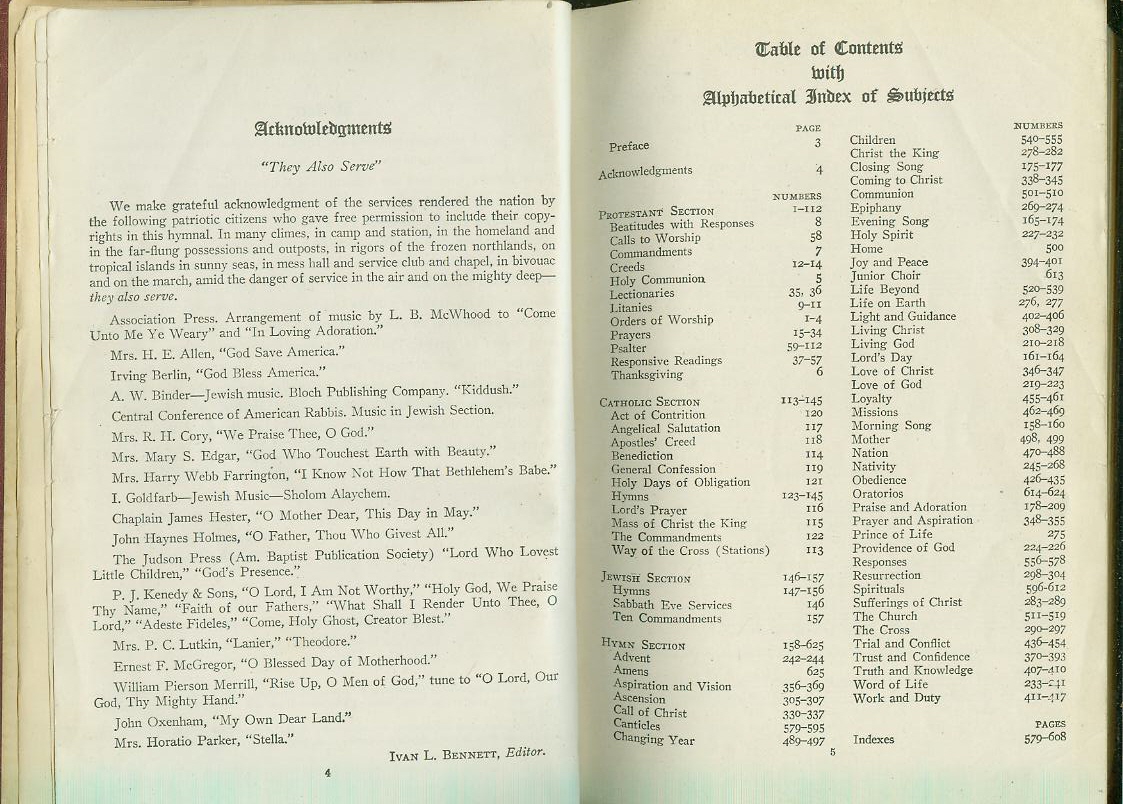 Acknowledgments
"They Also Serve"
We make grateful acknowledgment of the services rendered the nation by
the following patriotic citizens who gave free permission to include their copy-
rights in this hymnal. In many climes, in camp and station, in the homeland and
in the far-flung possessions and outposts, in rigors of the frozen northlands, on
tropical islands in sunny seas, in mess hall and service club and chapel, in bivouac
and on the march, amid the danger of service in the air and on the mighty deep—
they also serve.
Association Press. Arrangement of music by L. B. McWhood to "Come
Unto Me Ye Weary" and "In Loving Adoration."
Mrs. H. E. Allen, "God Save America."
Irving Berlin, "God Bless America."
A. W. Binder—Jewish music. Bloch Publishing Company. "Kiddush."
Central Conference of American Rabbis. Music in Jewish Section.
Mrs. R. H. Cory, "We Praise Thee, O God."
Mrs. Mary S. Edgar, "God Who Touchest Earth with Beauty."
Mrs. Harry Webb Farrington, "I Know Not How That Bethlehem's Babe."
I. Goldfarb—Jewish Music—Sholom Alaychem.
Chaplain James Hester, "O Mother Dear, This Day in May."
John Haynes Holmes, "O Father, Thou Who Givest All."
The Judson Press (Am. Baptist Publication Society) "Lord Who Lovest
Little Children," "God's Presence."
P. J. Kenedy & Sons, "O Lord, I Am Not Worthy," "Holy God, We Praise
Thy Name," "Faith of our Fathers," "What Shall I Render Unto Thee, O
Lord," "Adeste Fideles," "Come, Holy Ghost, Creator Blest."
Mrs. P. C. Lutkin, "Lanier," "Theodore."
Ernest F. McGregor, "O Blessed Day of Motherhood."
William Pierson Merrill, "Rise Up, O Men of God," tune to "O Lord, Our
God, Thy Mighty Hand."
John Oxenham, "My Own Dear Land."
Mrs. Horatio Parker, "Stella."
IVAN L. BENNETT, Editor.
4
Table of Contents
with
Alphabetical Index of Subjects
PAGE
Preface 3
Acknowledgments 4
NUMBERS
PROTESTANT SECTION 1-112
Beatitudes with Responses 8
Calls to Worship 58
Commandments 7
Creeds 12-14
Holy Communion 5
Lectionaries 35, 36
Litanies 9-11
Orders of Worship 1-4
Prayers 15-34
Psalter 59-112
Responsive Readings 37-57
Thanksgiving 6
CATHOLIC SECTION 113-145
Act of Contrition 120
Angelical Salutation 117
Apostles' Creed 118
Benediction 114
General Confession 119
Holy Days of Obligation 121
Hymns 123-145
Lord's Prayer 116
Mass of Christ the King 115
The Commandments 122
Way of the Cross (Stations) 113
JEWISH SECTION 146-157
Hymns 147-156
Sabbath Eve Services 146
Ten Commandments 157
HYMN SECTION 158-625
Advent 242-244
Amens 625
Aspiration and Vision 356-369
Ascension 305-307
Call of Christ 330-337
Canticles 579-595
Changing Year 489-497
NUMBERS
Children 540-555
Christ the King 278-282
Closing Song 175-177
Coming to Christ 338-345
Communion 501-510
Epiphany 269-274
Evening Song 165-174
Holy Spirit 227-232
Home 500
Joy and Peace 394-401
Junior Choir 613
Life Beyond 520-539
Life on Earth 276, 277
Light and Guidance 402-406
Living Christ 308-329
Living God 210-218
Lord's Day 161-164
Love of Christ 346-347
Love of God 219-223
Loyalty 455-461
Missions 462-469
Morning Song 158-160
Mother 498, 499
Nation 470-488
Nativity 245-268
Obedience 426-435
Oratorios 614-624
Praise and Adoration 178-209
Prayer and Aspiration 348-355
Prince of Life 275
Providence of God 224-226
Responses 556-578
Resurrection 298-304
Spirituals 596-612
Sufferings of Christ 283-289
The Church 511-519
The Cross 290-297
Trial and Conflict 436-454
Trust and Confidence 370-393
Truth and Knowledge 407-410
Word of Life 233-241
Work and Duty 411-417
PAGES
Indexes 579-608
5